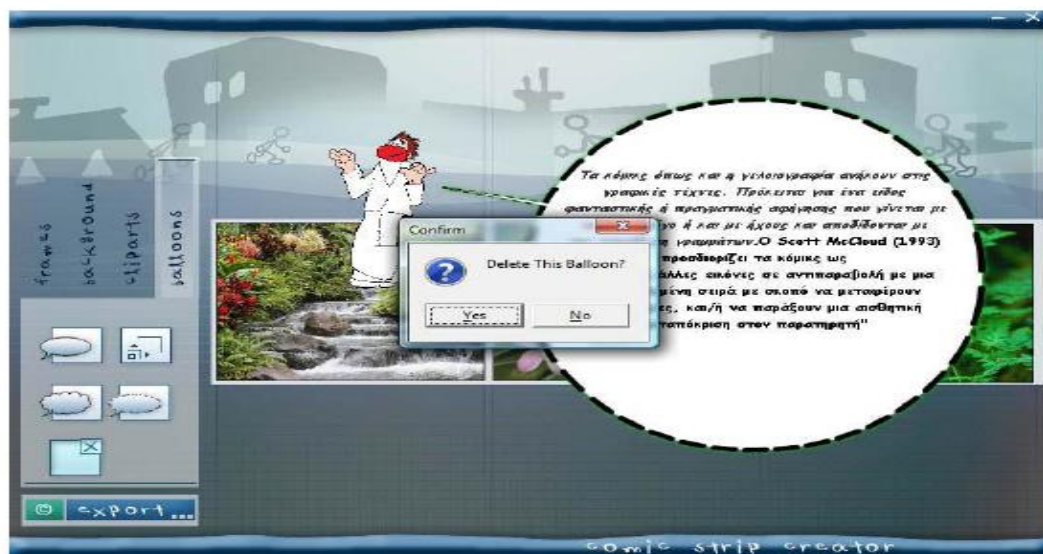 frames
background
cliparts
balloons
Τα κόμικς όπως και η γελοιογραφία ανήκουν στις
γραφικές τέχνες. Πρόκειται για ένα είδος
φανταστικής ή πραγματικής αφήγησης που γίνεται με
ή και με ήχους και αποδίδονται με
γραμμάτων.Ο Scott McCloud (1993)
προσδιορίζει τα κόμικς ως
άλλες εικόνες σε αντιπαραβολή με μια
σειρά με σκοπό να μεταφέρουν
και/ή να παράξουν μια αισθητική
στον παρατηρητή"
Confirm
Delete This Balloon?
Yes
No
export...
comic strip creator